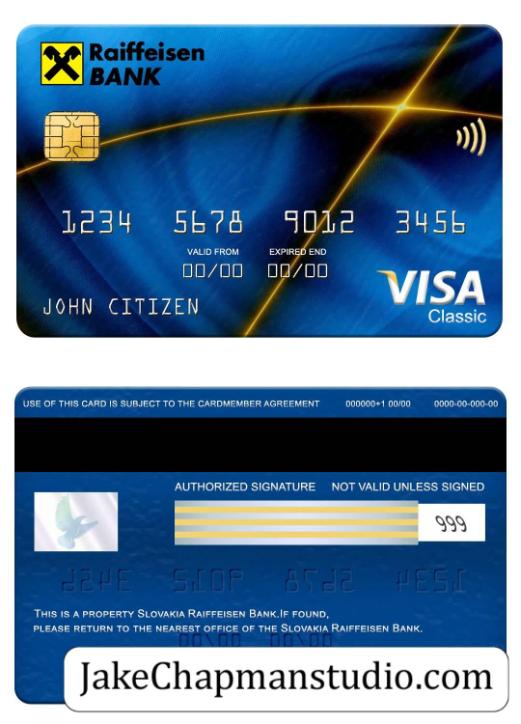 Raiffeisen
BANK
1234 5678 9012 3456
VALID FROM EXPIRED END
00/00 00/00
VISA
JOHN CITIZEN
Classic
USE OF THIS CARD IS SUBJECT TO THE CARDMEMBER AGREEMENT 000000+1 00/00 0000-00-000-00
AUTHORIZED SIGNATURE NOT VALID UNLESS SIGNED
999
THIS IS A PROPERTY SLOVAKIA RAIFFEISEN BANK.IF FOUND,
PLEASE RETURN TO THE NEAREST OFFICE OF THE SLOVAKIA RAIFFEISEN BANK.
JakeChapmanstudio.com